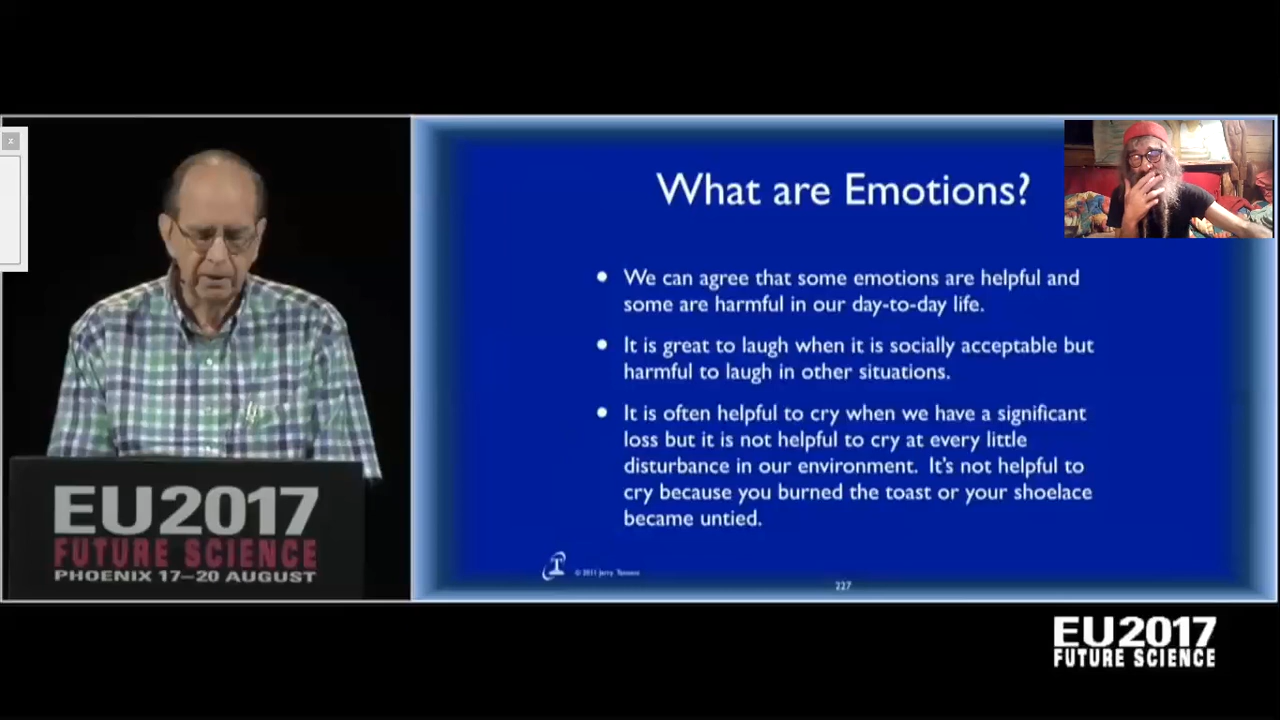 What are Emotions?
We can agree that some emotions are helpful and
some are harmful in our day-to-day life.
It is great to laugh when it is socially acceptable but
harmful to laugh in other situations.
It is often helpful to cry when we have a significant
loss but it is not helpful to cry at every little
disturbance in our environment. It's not helpful to
cry because you burned the toast or your shoelace
became untied.
© 2011 Jerry
227
EU2017
FUTURE SCIENCE
PHOENIX 17–20 AUGUST
EU2017
FUTURE SCIENCE
x